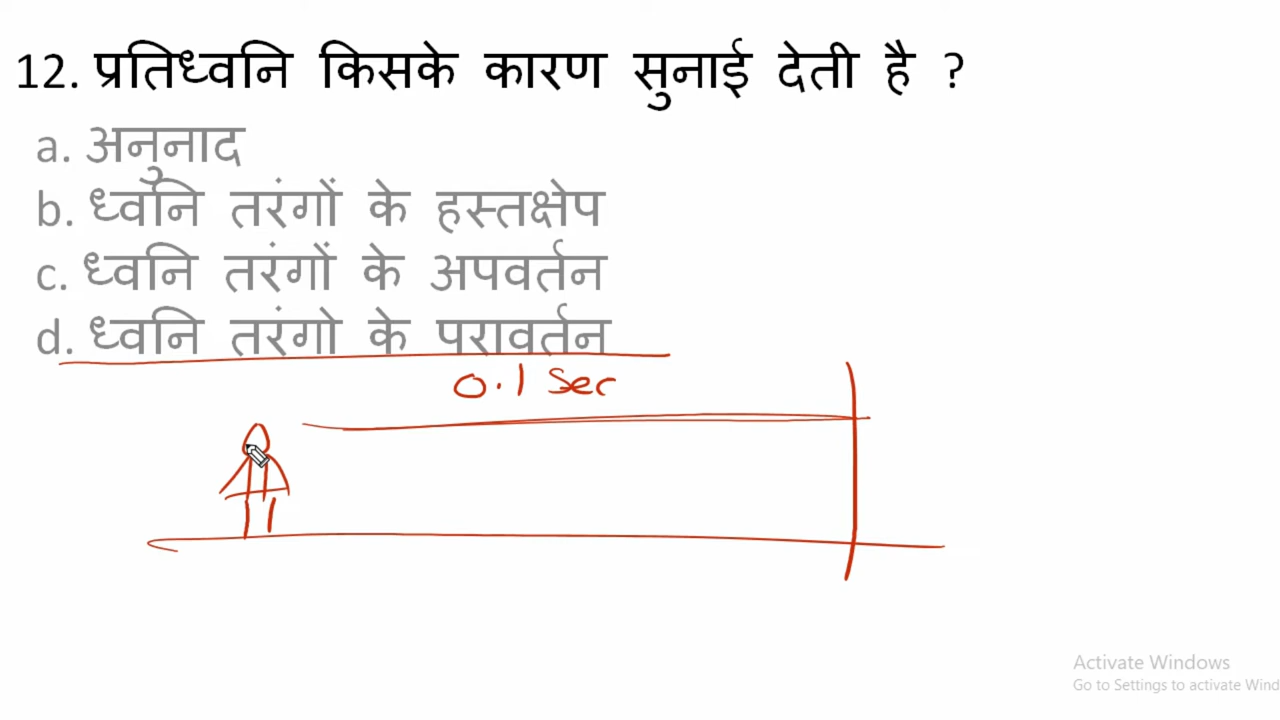 12. प्रतिध्वनि किसके कारण सुनाई देती है ?
a. अनुनाद
b. ध्वनि तरंगों के हस्तक्षेप
c. ध्वनि तरंगों के अपवर्तन
d. ध्वनि तरंगो के परावर्तन
0.1 Sec
Activate Windows
Go to Settings to activate Wind